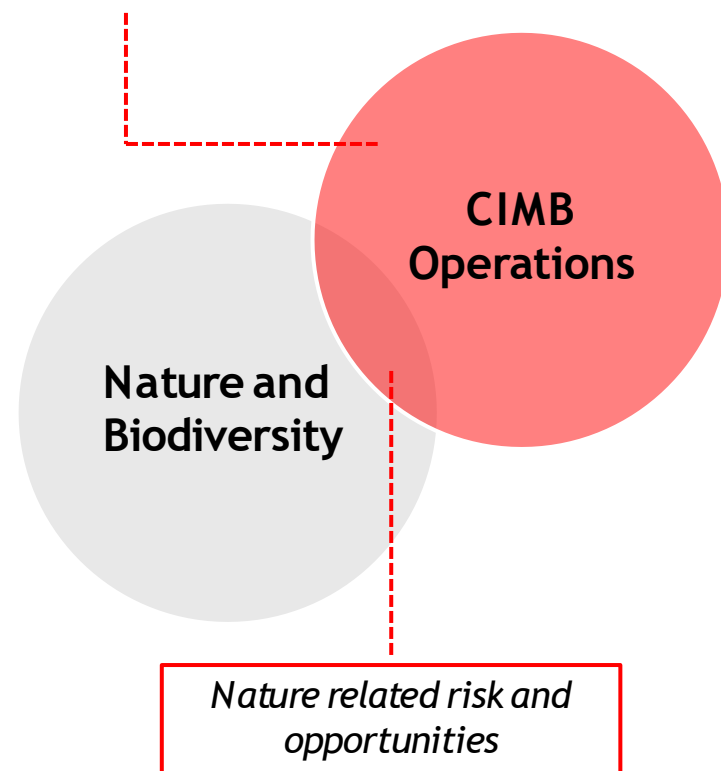 CIMB
Operations
Nature and
Biodiversity
Nature related risk and
opportunities